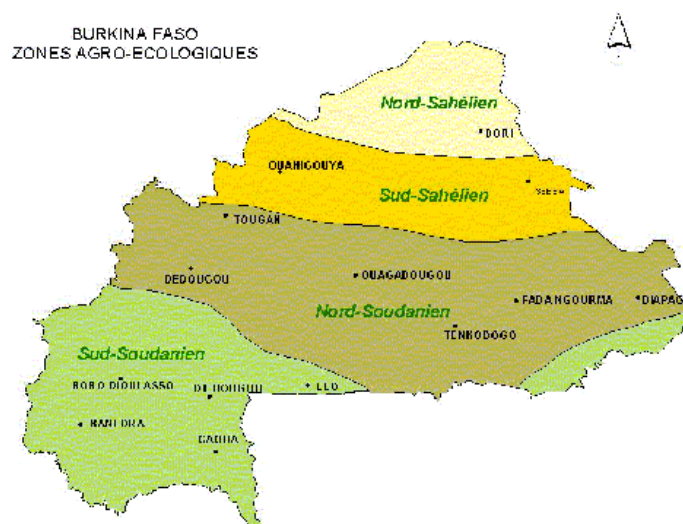 BURKINA FASO
ZONES AGRO-ECOLOGIQUES
Nord-Sahélien
DORI
OUAHIGOUYA
Sud-Sahélien
TOUGAN
DEDOUGOU
OUAGADOUGOU
FADANGOURMA
DIAPAG
Nord-Soudanien
TENKODOGO
Sud-Soudanien
BOBO DIOULASSO
LEO
BANFORA
GAOUA